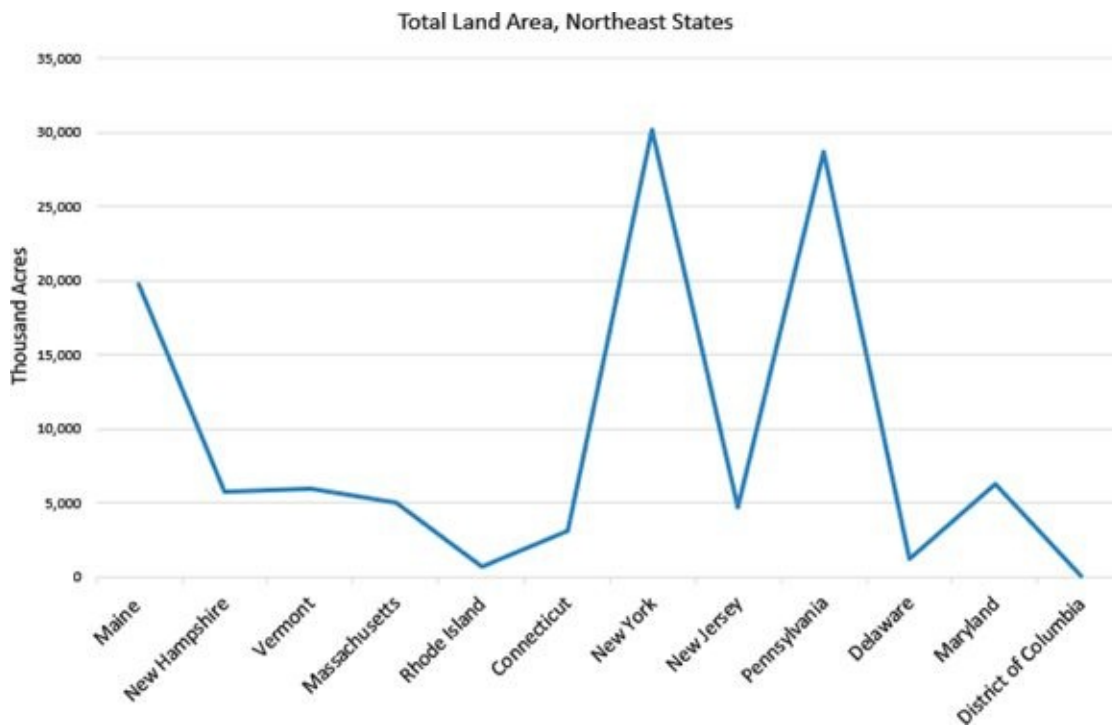 Total Land Area, Northeast States
35,000
30,000
25,000
20,000
15,000
10,000
5,000
0
Thousand Acres
Maine
New Hampshire
Vermont
Massachusetts
Rhode Island
Connecticut
New York
New Jersey
Pennsylvania
Delaware
Maryland
District of Columbia